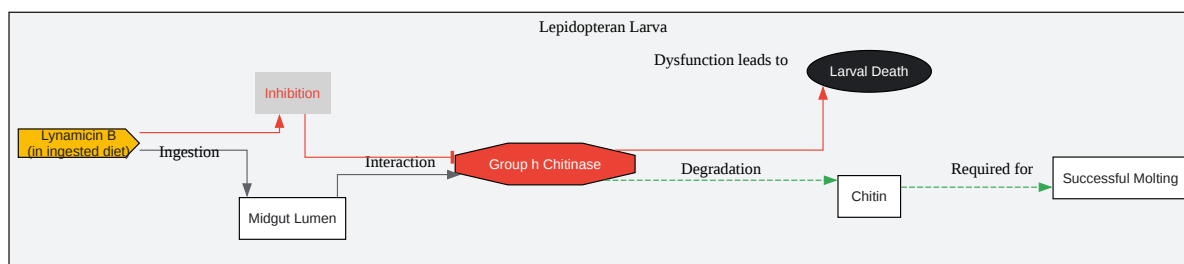 Lepidopteran Larva
Dysfunction leads to
Larval Death
Inhibition
Lynamicin B
(in ingested diet)
Ingestion
Interaction
Group h Chitinase
Degradation
Required for
Successful Molting
Chitin
Midgut Lumen